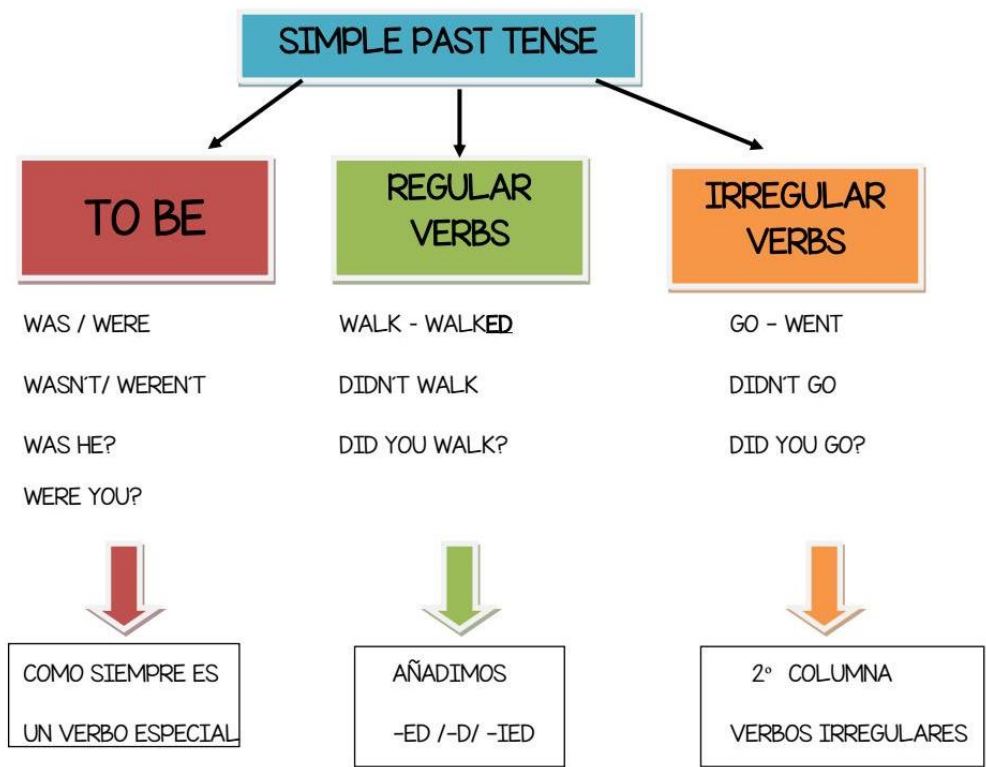 SIMPLE PAST TENSE
TO BE
WAS / WERE
WASN'T/ WEREN'T
WAS HE?
WERE YOU?
COMO SIEMPRE ES
UN VERBO ESPECIAL
REGULAR
VERBS
WALK - WALKED
DIDN'T WALK
DID YOU WALK?
AÑADIMOS
-ED /-D/ -IED
IRREGULAR
VERBS
GO – WENT
DIDN'T GO
DID YOU GO?
2º COLUMNA
VERBOS IRREGULARES